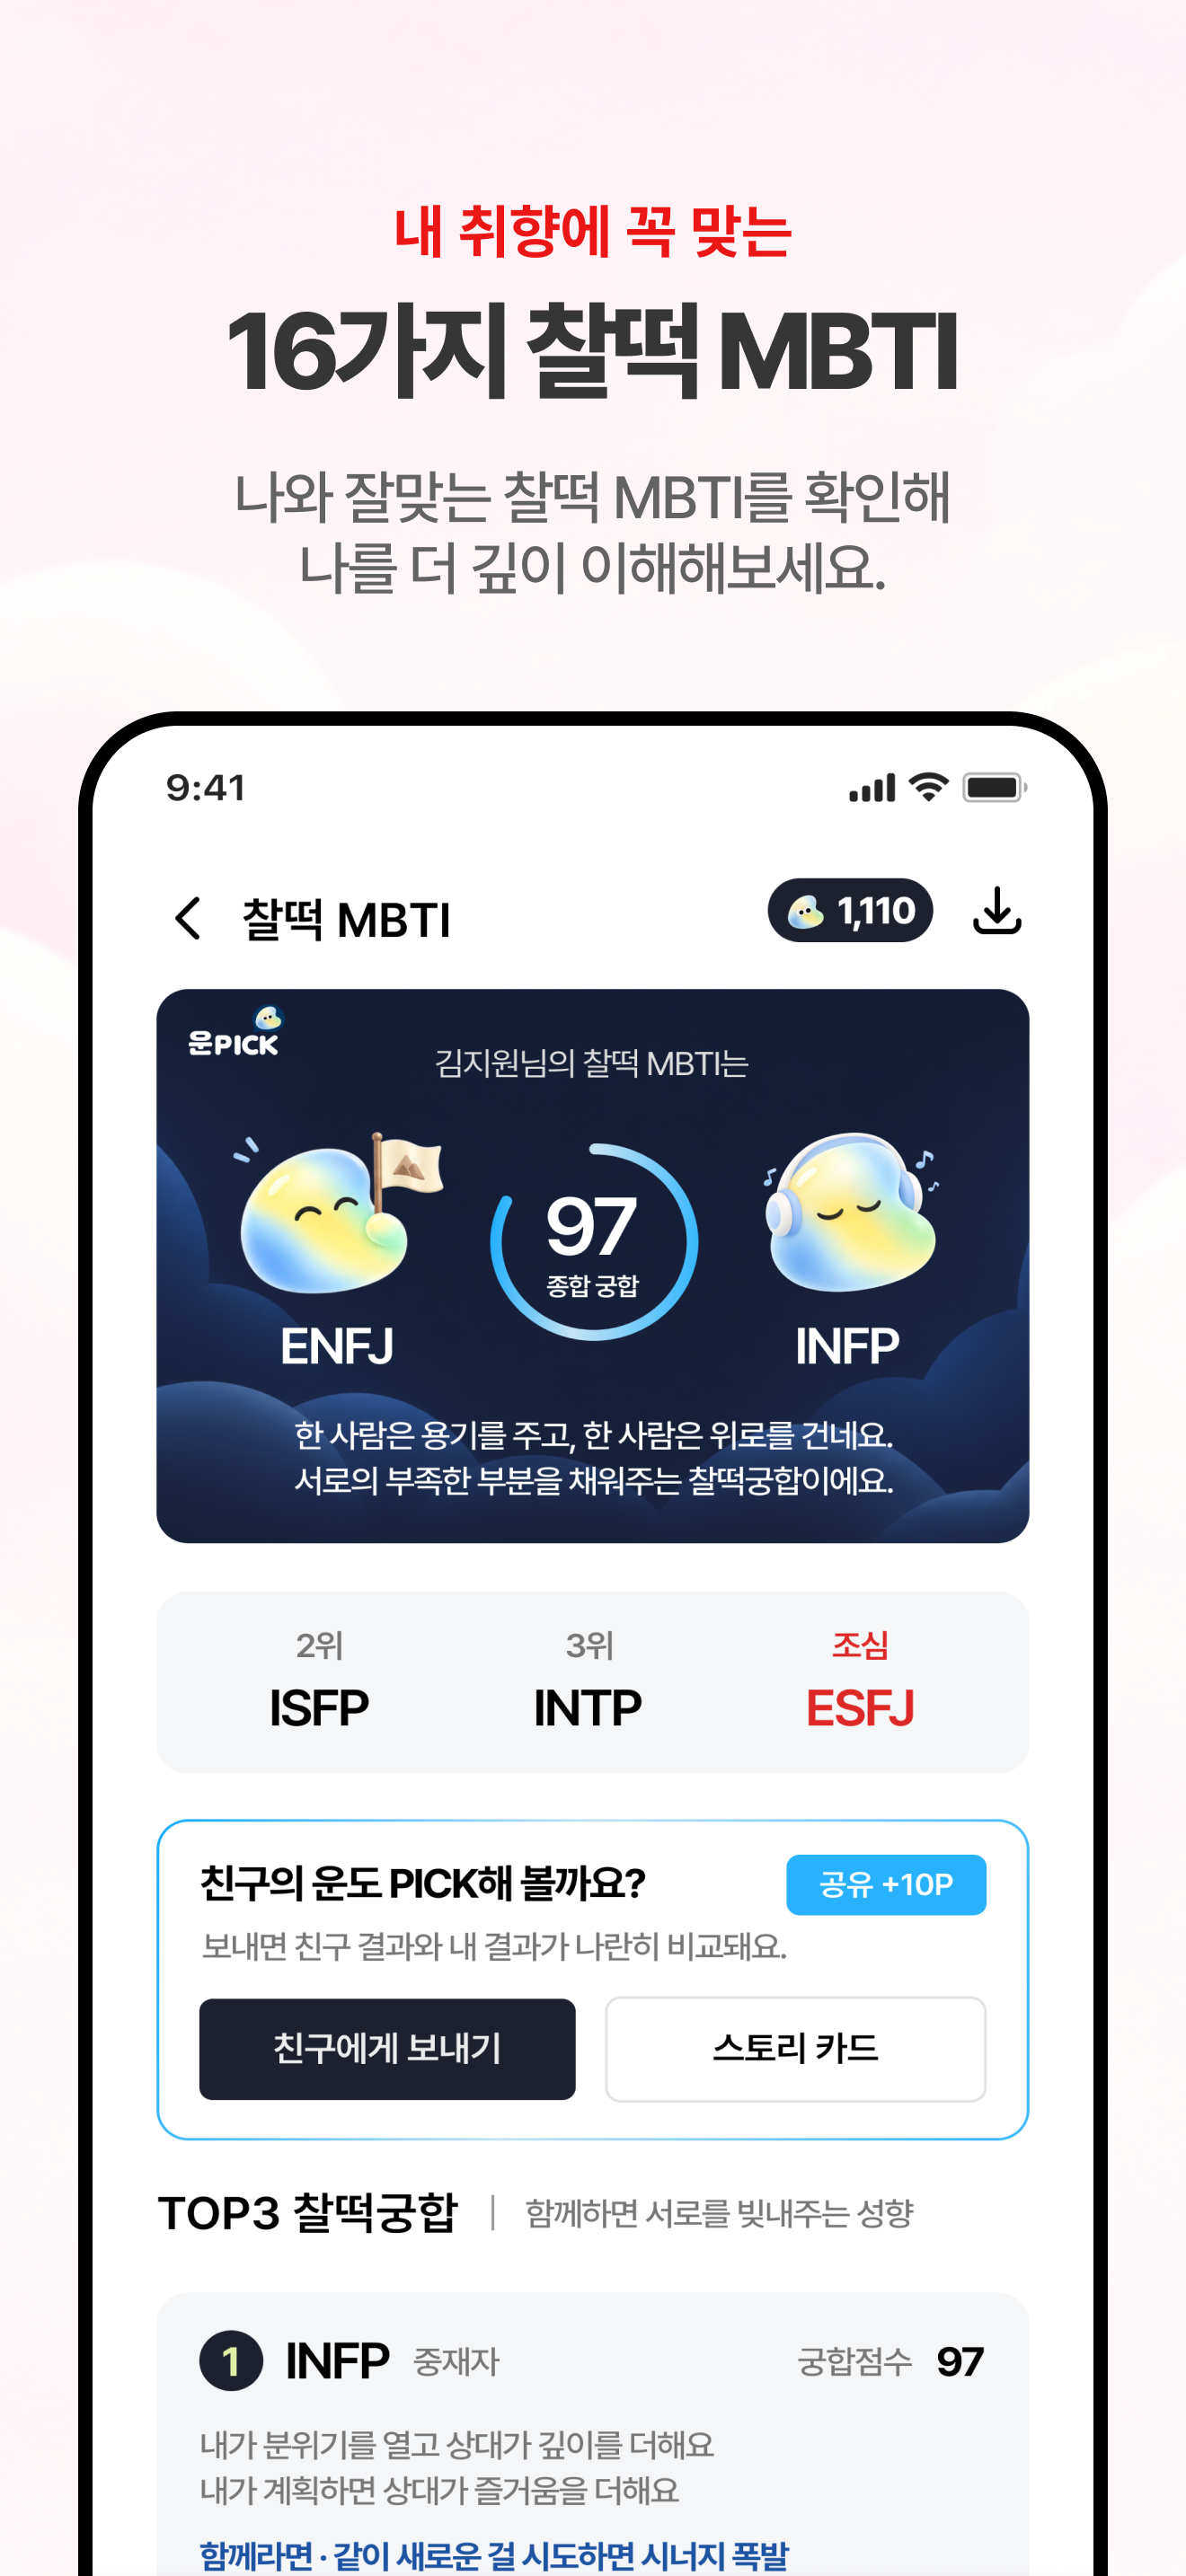 내 취향에 꼭 맞는
16가지 찰떡 MBTI
나와 잘맞는 찰떡 MBTI를 확인해
나를 더 깊이 이해해보세요.
9:41
찰떡 MBTI
1,110
운PICK
김지원님의 찰떡 MBTI는
97
종합 궁합
ENFJ
INFP
한 사람은 용기를 주고, 한 사람은 위로를 건네요.
서로의 부족한 부분을 채워주는 찰떡궁합이에요.
2위
3위
조심
ISFP
INTP
ESFJ
친구의 운도 PICK해 볼까요?
공유 +10P
보내면 친구 결과와 내 결과가 나란히 비교돼요.
친구에게 보내기
스토리 카드
TOP3 찰떡궁합 | 함께하면 서로를 빛내주는 성향
1 INFP 중재자
궁합점수 97
내가 분위기를 열고 상대가 깊이를 더해요
내가 계획하면 상대가 즐거움을 더해요
함께라면 · 같이 새로운 걸 시도하면 시너지 폭발